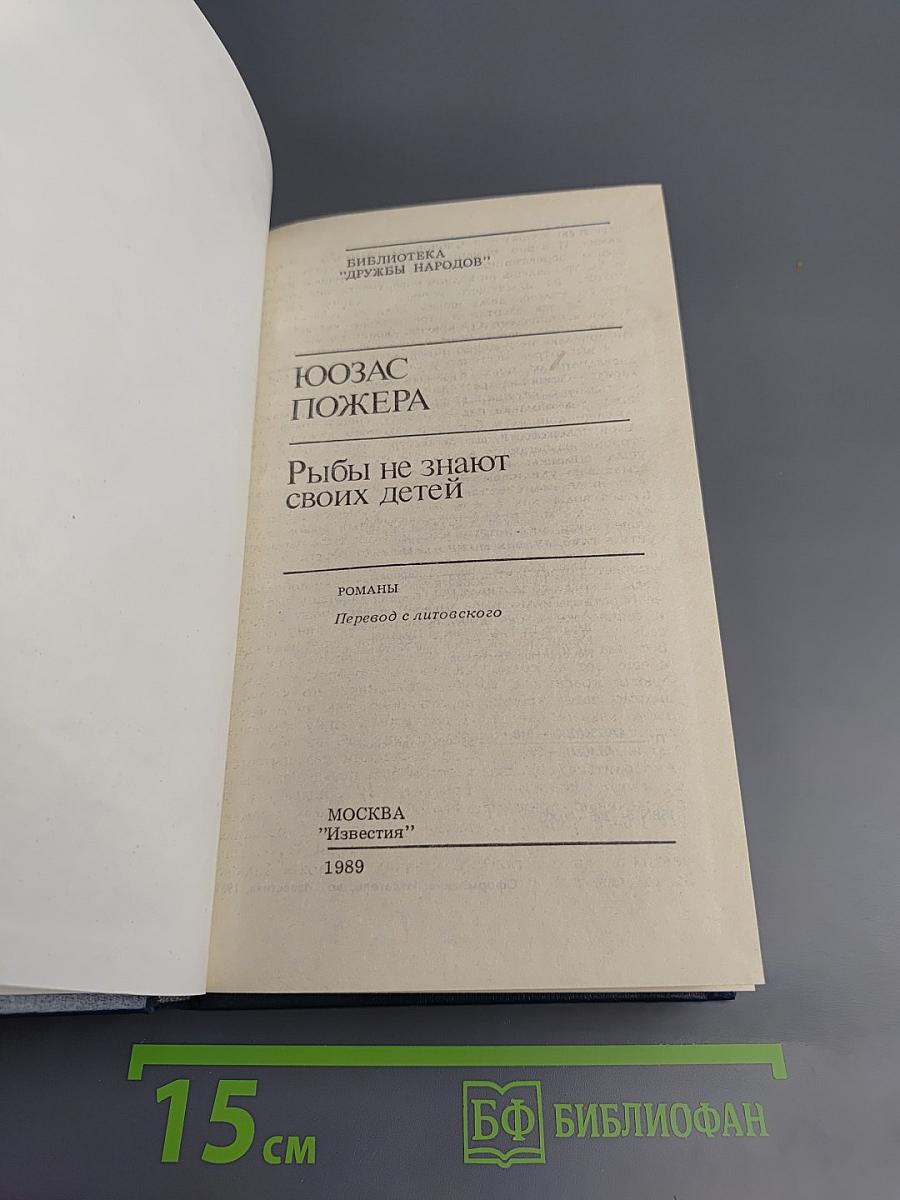 БИБЛИОТЕКА
"ДРУЖБЫ НАРОДОВ"
ЮОЗАС
ПОЖЕРА
Рыбы не знают
своих детей
РОМАНЫ
Перевод с литовского
МОСКВА
"Известия"
1989
15 см
БФ БИБЛИОФАН